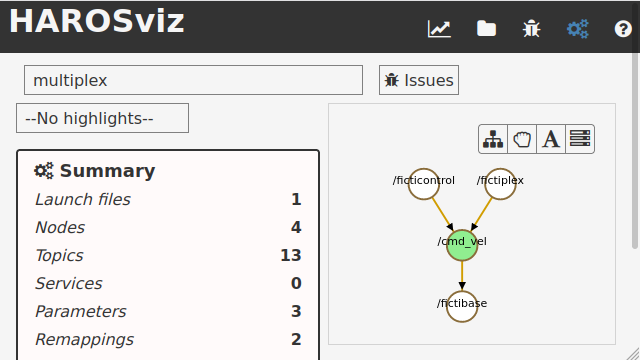 HAROSviz
?
multiplex
Issues
--No highlights--
A
Summary
Launch files 1
Nodes 4
Topics 13
Services 0
Parameters 3
Remappings 2
/ficticontrol
/fictiplex
/cmd_vel
/fictibase